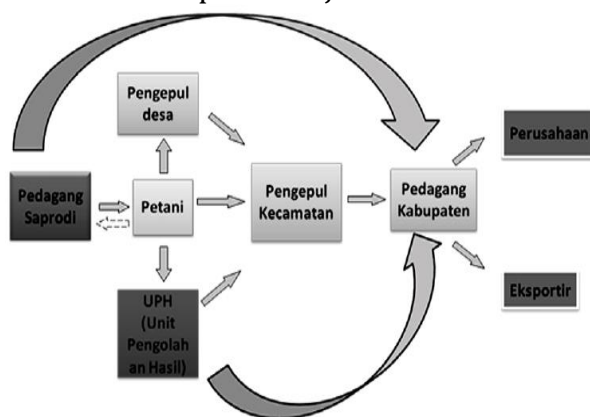 Pengepul
desa
Perusahaan
Pedagang
Saprodi
Petani
Pengepul
Kecamatan
Pedagang
Kabupaten
UPH
(Unit
Pengolah
an Hasil)
Eksportir